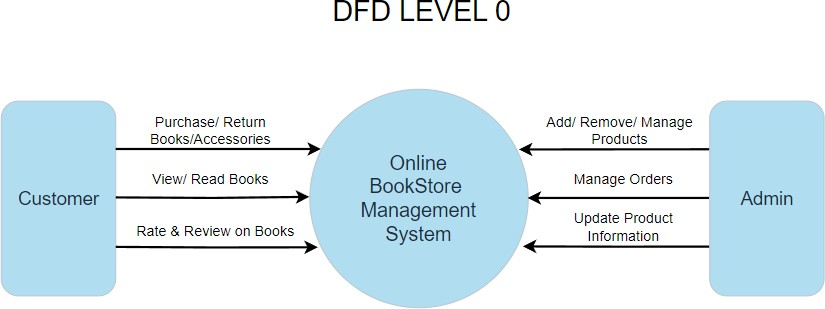 DFD LEVEL 0
Customer
Purchase/ Return
Books/Accessories
View/ Read Books
Rate & Review on Books
Online
BookStore
Management
System
Add/ Remove/ Manage
Products
Manage Orders
Update Product
Information
Admin